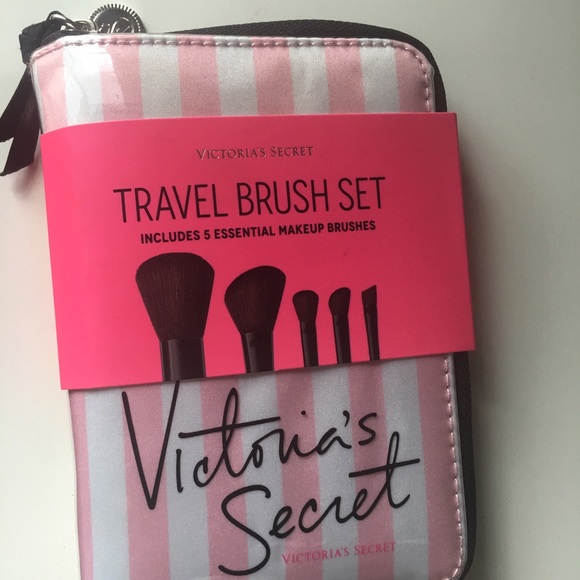 VICTORIA'S SECRET
TRAVEL BRUSH SET
INCLUDES 5 ESSENTIAL MAKEUP BRUSHES
Victoria's
Secret
VICTORIA'S SECRET